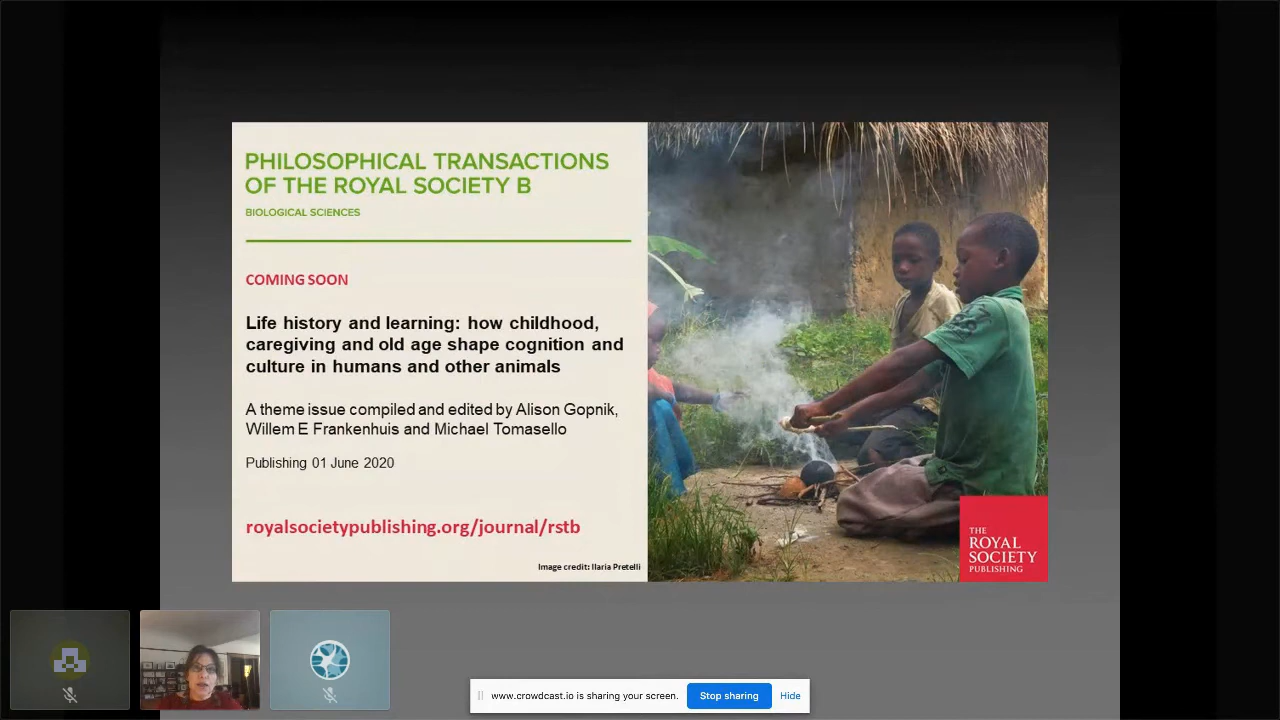 PHILOSOPHICAL TRANSACTIONS
OF THE ROYAL SOCIETY B
BIOLOGICAL SCIENCES
COMING SOON
Life history and learning: how childhood,
caregiving and old age shape cognition and
culture in humans and other animals
A theme issue compiled and edited by Alison Gopnik,
Willem E Frankenhuis and Michael Tomasello
Publishing 01 June 2020
royalsocietypublishing.org/journal/rstb
Image credit: Ilaria Pretelli
THE
ROYAL
SOCIETY
PUBLISHING
www.crowdcast.io is sharing your screen.
Stop sharing
Hide